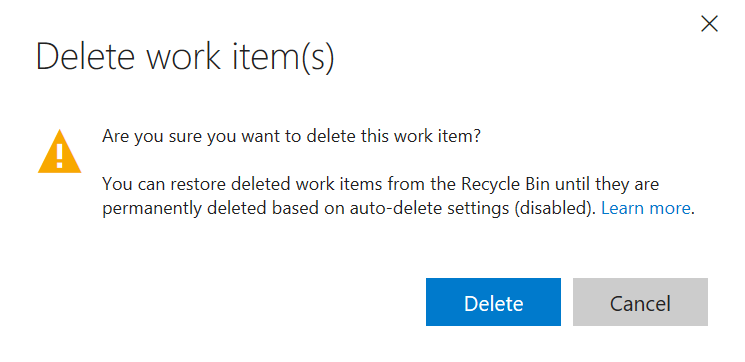 Delete work item(s)
Are you sure you want to delete this work item?
You can restore deleted work items from the Recycle Bin until they are
permanently deleted based on auto-delete settings (disabled). Learn more.
Delete Cancel